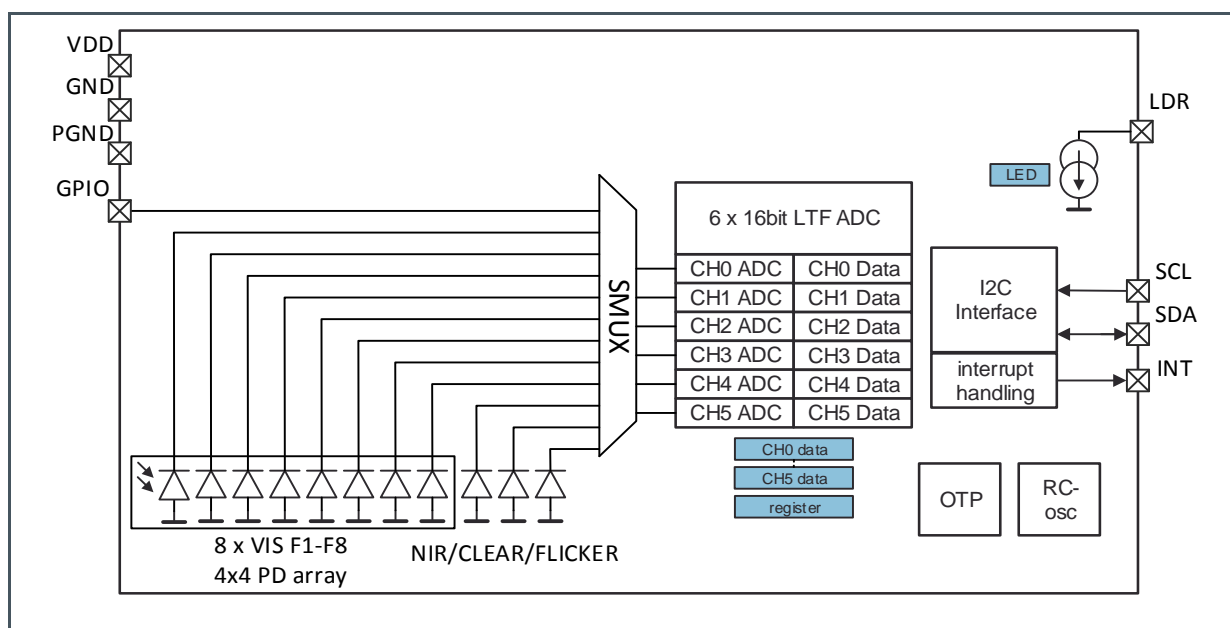 VDD
GND
PGND
GPIO
LDR
LED
6 x 16bit LTF ADC
CH0 ADC CH0 Data
CH1 ADC CH1 Data
CH2 ADC CH2 Data
CH3 ADC CH3 Data
CH4 ADC CH4 Data
CH5 ADC CH5 Data
SMUX
I2C
Interface
interrupt
handling
SCL
SDA
INT
CH0 data
CH5 data
register
OTP
RC-
osc
8 x VIS F1-F8
4x4 PD array
NIR/CLEAR/FLICKER